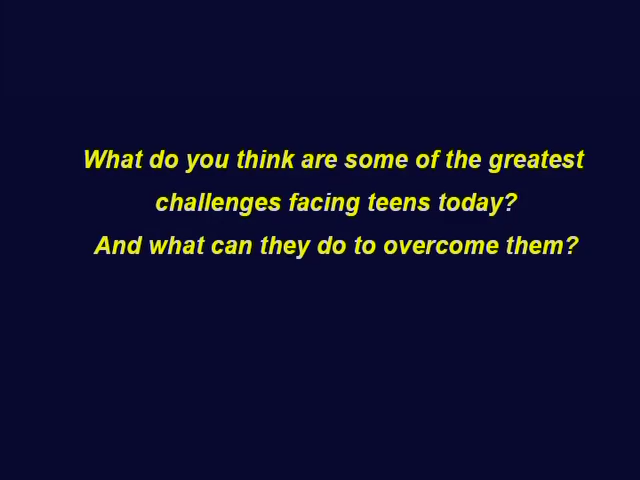 What do you think are some of the greatest
challenges facing teens today?
And what can they do to overcome them?